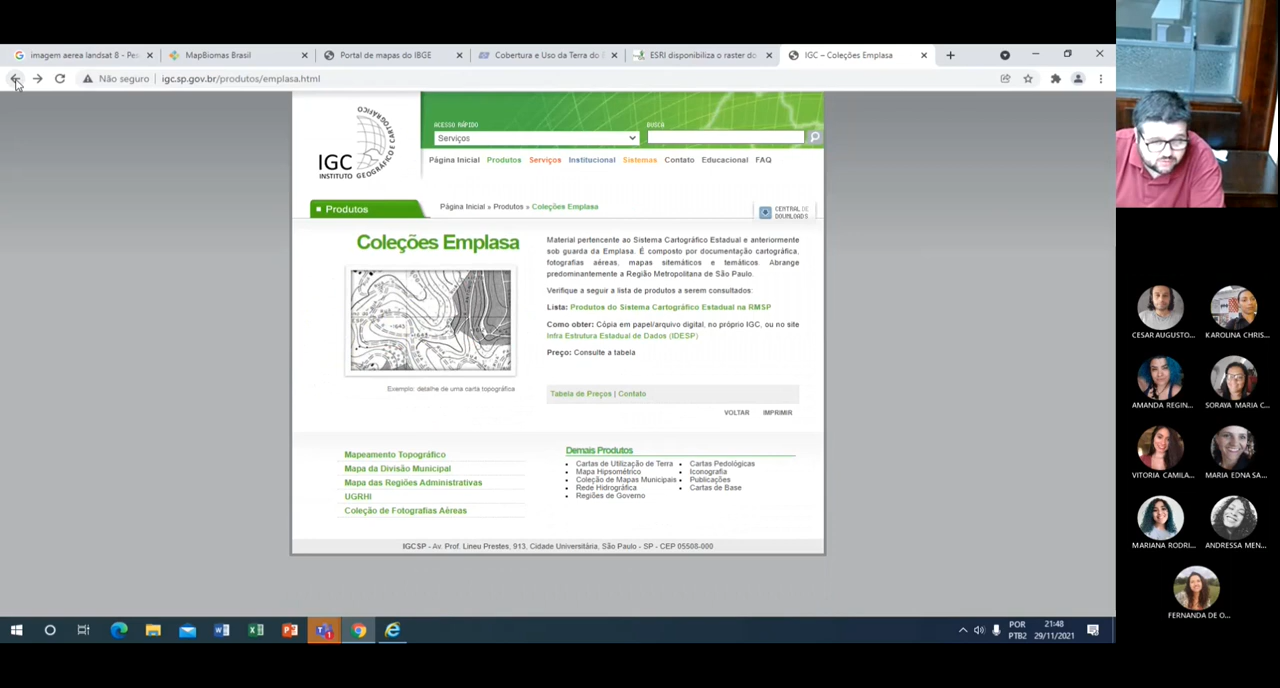 imagem aerea landsat 8 - Pes
MapBiomas Brasil
Portal de mapas do IBGE
Cobertura e Uso da Terra do
ESRI disponibiliza o raster do
IGC – Coleções Emplasa
Não seguro
igc.sp.gov.br/produtos/emplasa.html
IGC
INSTITUTO GEOGRÁFICO E CARTOGRÁFICO
ACESSO RÁPIDO
BUSCA
Serviços
Página Inicial Produtos Serviços Institucional Sistemas Contato Educacional FAQ
Produtos
Página Inicial » Produtos » Coleções Emplasa
CENTRAL DE
DOWNLOADS
Coleções Emplasa
Exemplo: detalhe de uma carta topográfica
Material pertencente ao Sistema Cartográfico Estadual e anteriormente
sob guarda da Emplasa. É composto por documentação cartográfica,
fotografias aéreas, mapas sitemáticos e temáticos. Abrange
predominantemente a Região Metropolitana de São Paulo.
Verifique a seguir a lista de produtos a serem consultados:
Lista: Produtos do Sistema Cartográfico Estadual na RMSP
Como obter: Cópia em papel/arquivo digital, no próprio IGC, ou no site
Infra Estrutura Estadual de Dados (IDESP)
Preço: Consulte a tabela
Tabela de Preços | Contato
VOLTAR IMPRIMIR
Mapeamento Topográfico
Mapa da Divisão Municipal
Mapa das Regiões Administrativas
UGRHI
Coleção de Fotografias Aéreas
Demais Produtos
Cartas de Utilização de Terra
Mapa Hipsométrico
Coleção de Mapas Municipais
Rede Hidrográfica
Regiões de Governo
Cartas Pedológicas
Iconografia
Publicações
Cartas de Base
IGCSP - Av. Prof. Lineu Prestes, 913, Cidade Universitária, São Paulo - SP - CEP 05508-000
POR
PTB2
21:48
29/11/2021
CESAR AUGUSTO...
KAROLINA CHRIS...
AMANDA REGIN...
SORAYA MARIA C...
VITORIA CAMILA...
MARIA EDNA SA...
MARIANA RODRI...
ANDRESSA MEN...
FERNANDA DE O...